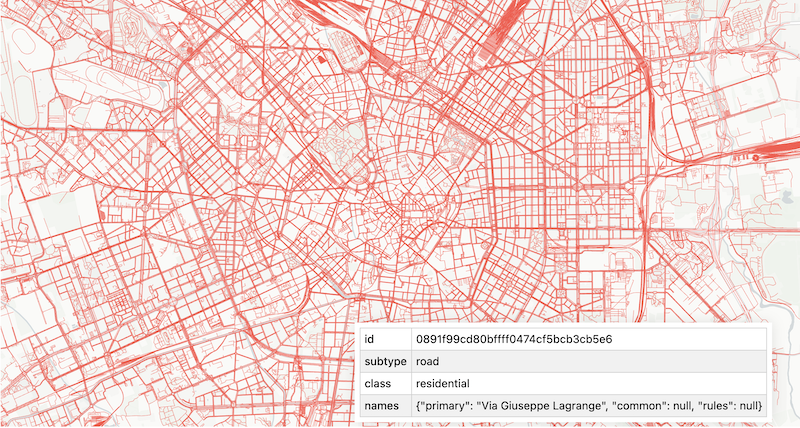 id 0891f99cd80bffff0474cf5bcb3cb5e6
subtype road
class residential
names {"primary": "Via Giuseppe Lagrange", "common": null, "rules": null}